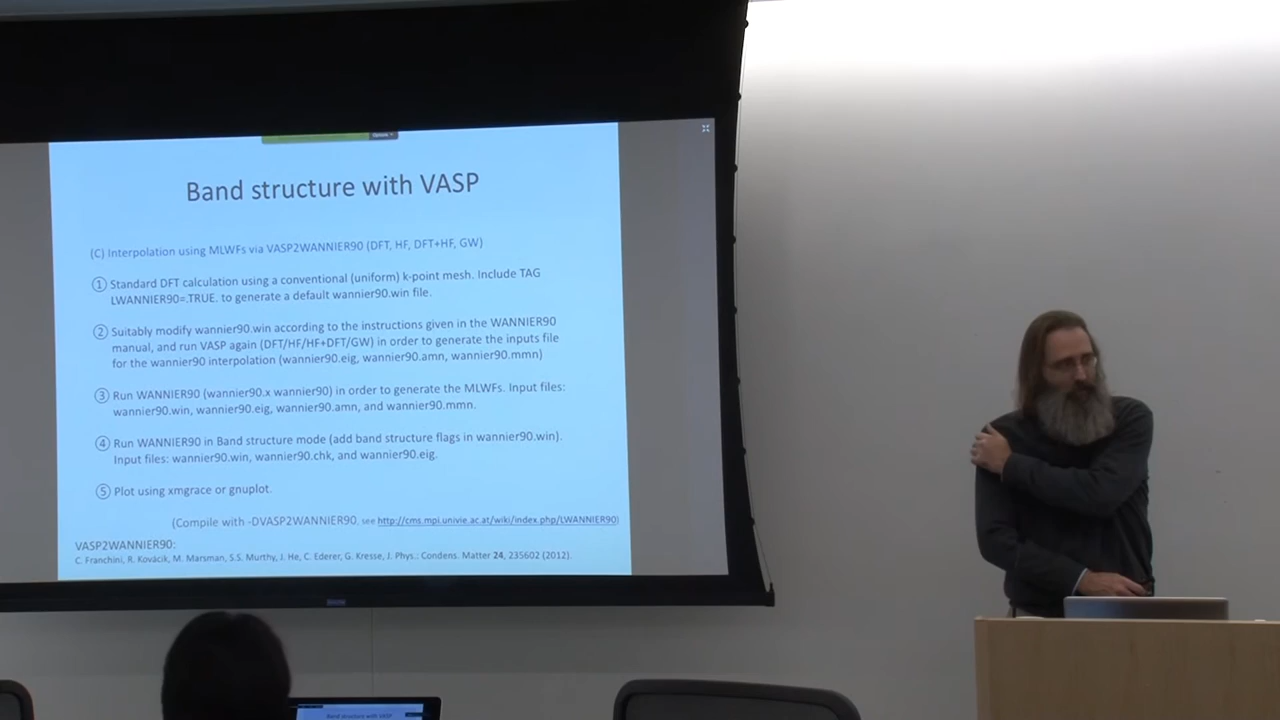 Options
Band structure with VASP
(C) Interpolation using MLWFs via VASP2WANNIER90 (DFT, HF, DFT+HF, GW)
① Standard DFT calculation using a conventional (uniform) k-point mesh. Include TAG
LWANNIER90=.TRUE. to generate a default wannier90.win file.
② Suitably modify wannier90.win according to the instructions given in the WANNIER90
manual, and run VASP again (DFT/HF/HF+DFT/GW) in order to generate the inputs file
for the wannier90 interpolation (wannier90.eig, wannier90.amn, wannier90.mmn)
③ Run WANNIER90 (wannier90.x wannier90) in order to generate the MLWFs. Input files:
wannier90.win, wannier90.eig, wannier90.amn, and wannier90.mmn.
④ Run WANNIER90 in Band structure mode (add band structure flags in wannier90.win).
Input files: wannier90.win, wannier90.chk, and wannier90.eig.
⑤ Plot using xmgrace or gnuplot.
(Compile with -DVASP2WANNIER90, see http://cms.mpi.univie.ac.at/wiki/index.php/LWANNIER90)
VASP2WANNIER90:
C. Franchini, R. Kovácik, M. Marsman, S.S. Murthy, J. He, C. Ederer, G. Kresse, J. Phys.: Condens. Matter 24, 235602 (2012).
Band structure with VASP